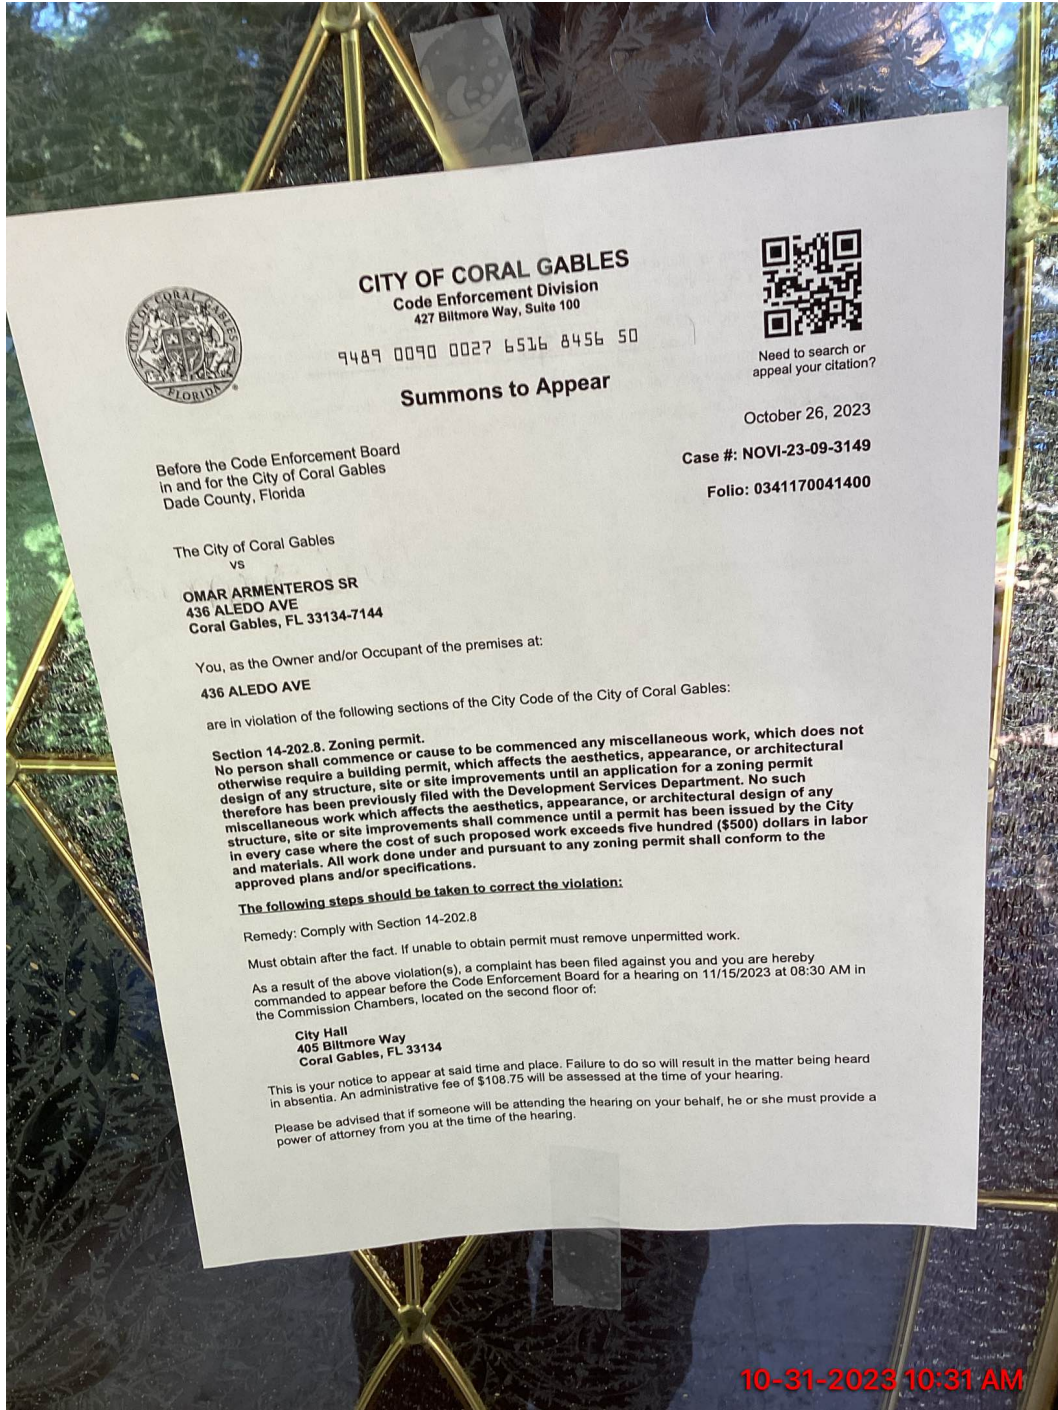 CITY OF CORAL GABLES
Code Enforcement Division
427 Biltmore Way, Suite 100
9489 0090 0027 6516 8456 50
CITY OF CORAL GABLES
FLORIDA
Need to search or
appeal your citation?
Summons to Appear
October 26, 2023
Before the Code Enforcement Board
in and for the City of Coral Gables
Dade County, Florida
Case #: NOVI-23-09-3149
Folio: 0341170041400
The City of Coral Gables
vs
OMAR ARMENTEROS SR
436 ALEDO AVE
Coral Gables, FL 33134-7144
You, as the Owner and/or Occupant of the premises at:
436 ALEDO AVE
are in violation of the following sections of the City Code of the City of Coral Gables:
Section 14-202.8. Zoning permit.
No person shall commence or cause to be commenced any miscellaneous work, which does not
otherwise require a building permit, which affects the aesthetics, appearance, or architectural
design of any structure, site or site improvements until an application for a zoning permit
therefore has been previously filed with the Development Services Department. No such
miscellaneous work which affects the aesthetics, appearance, or architectural design of any
structure, site or site improvements shall commence until a permit has been issued by the City
in every case where the cost of such proposed work exceeds five hundred ($500) dollars in labor
and materials. All work done under and pursuant to any zoning permit shall conform to the
approved plans and/or specifications.
The following steps should be taken to correct the violation:
Remedy: Comply with Section 14-202.8
Must obtain after the fact. If unable to obtain permit must remove unpermitted work.
As a result of the above violation(s), a complaint has been filed against you and you are hereby
commanded to appear before the Code Enforcement Board for a hearing on 11/15/2023 at 08:30 AM in
the Commission Chambers, located on the second floor of:
City Hall
405 Biltmore Way
Coral Gables, FL 33134
This is your notice to appear at said time and place. Failure to do so will result in the matter being heard
in absentia. An administrative fee of $108.75 will be assessed at the time of your hearing.
Please be advised that if someone will be attending the hearing on your behalf, he or she must provide a
power of attorney from you at the time of the hearing.
10-31-2023 10:31 AM